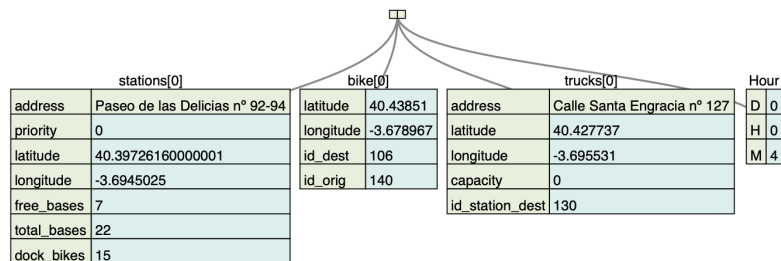 stations[0]
address Paseo de las Delicias nº 92-94
priority 0
latitude 40.39726160000001
longitude -3.6945025
free_bases 7
total_bases 22
dock_bikes 15
bike[0]
latitude 40.43851
longitude -3.678967
id_dest 106
id_orig 140
trucks[0]
address Calle Santa Engracia nº 127
latitude 40.427737
longitude -3.695531
capacity 0
id_station_dest 130
Hour
D 0
H 0
M 4